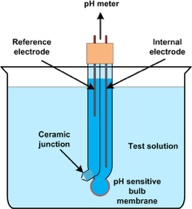 pH meter
Reference
electrode
Internal
electrode
Ceramic
junction
Test solution
pH sensitive
bulb
membrane